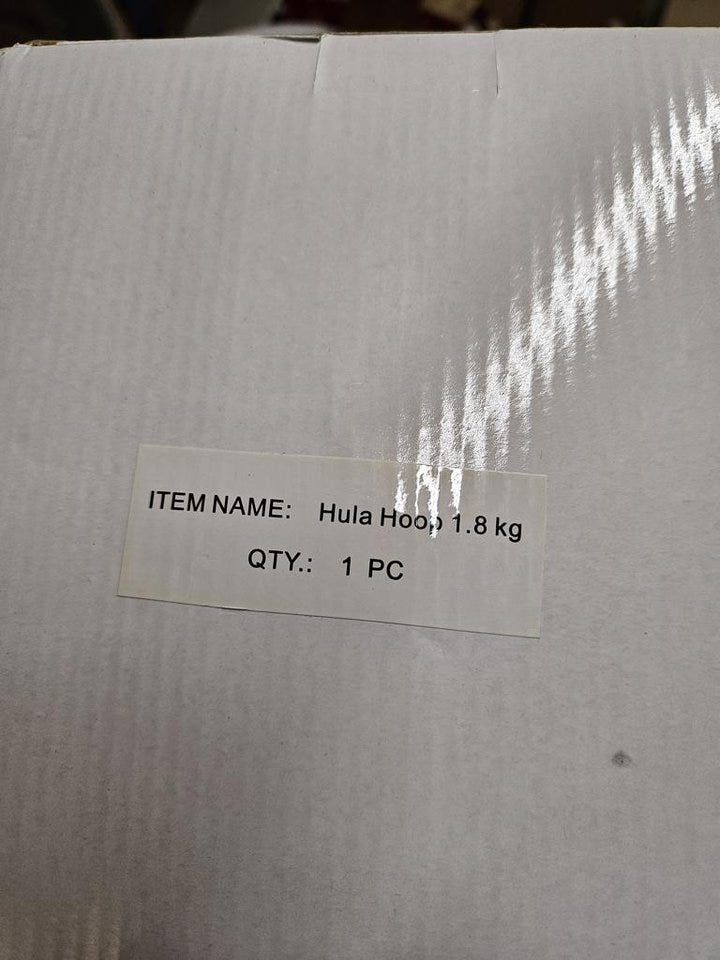 ITEM NAME: Hula Hoop 1.8 kg
QTY.: 1 PC